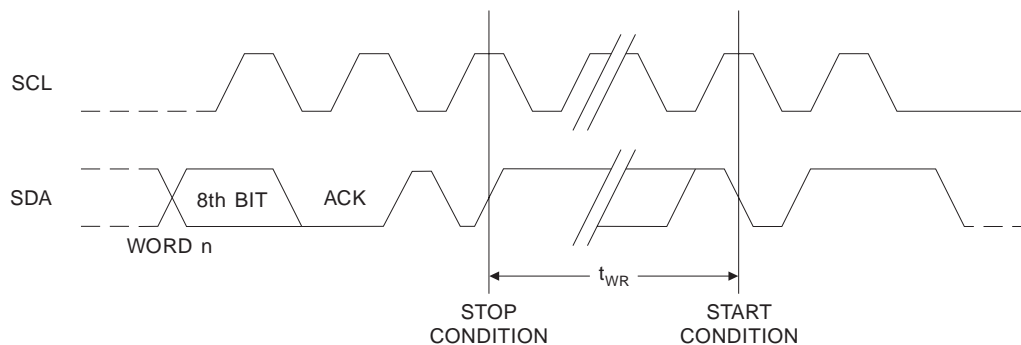 SCL
SDA
8th BIT
ACK
WORD n
tWR
STOP
CONDITION
START
CONDITION